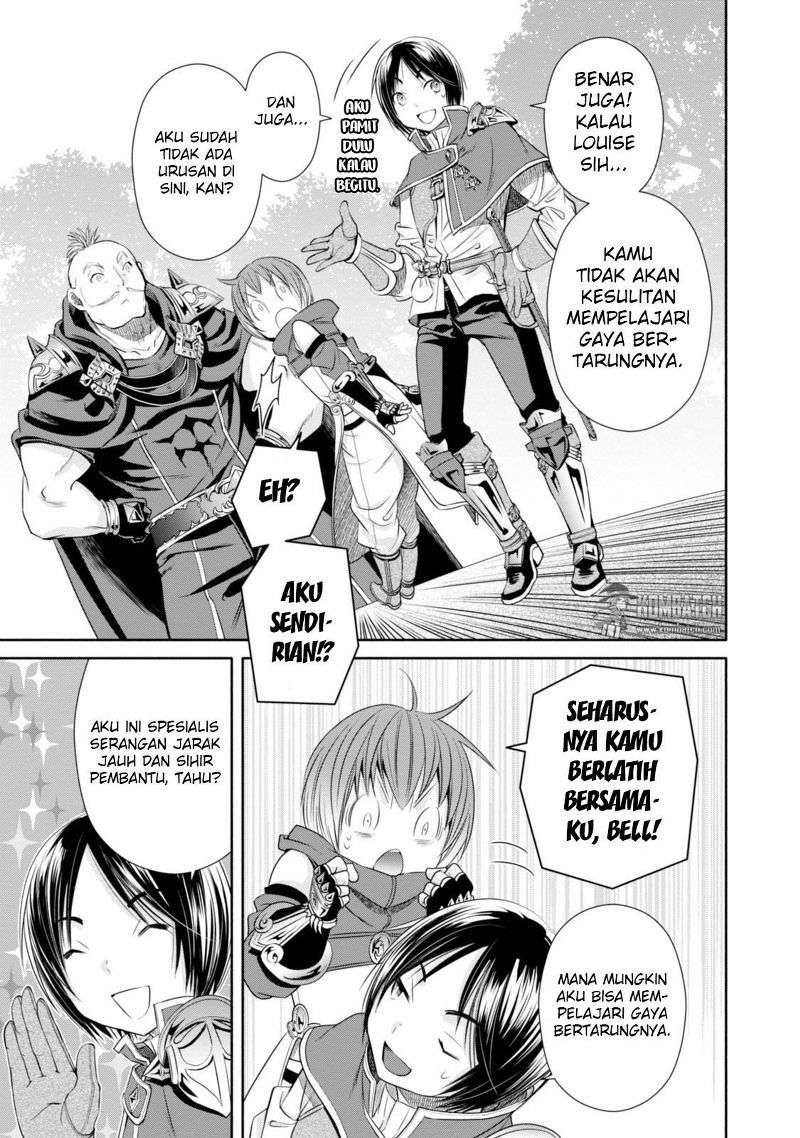 BENAR
JUGA!
KALAU
LOUISE
SIH...
KAMU
TIDAK AKAN
KESULITAN
MEMPELAJARI
GAYA BER-
TARUNGNYA.
DAN
JUGA...
AKU SUDAH
TIDAK ADA
URUSAN DI
SINI, KAN?
AKU
PAMIT
DULU
KALAU
BEGITU.
EH?
AKU
SENDI-
RIAN!?
SEHARUS-
NYA KAMU
BERLATIH
BERSAMA-
KU, BELL!
MANA MUNGKIN
AKU BISA MEM-
PELAJARI GAYA
BERTARUNGNYA.
AKU INI SPESIALIS
SERANGAN JARAK
JAUH DAN SIHIR
PEMBANTU, TAHU?